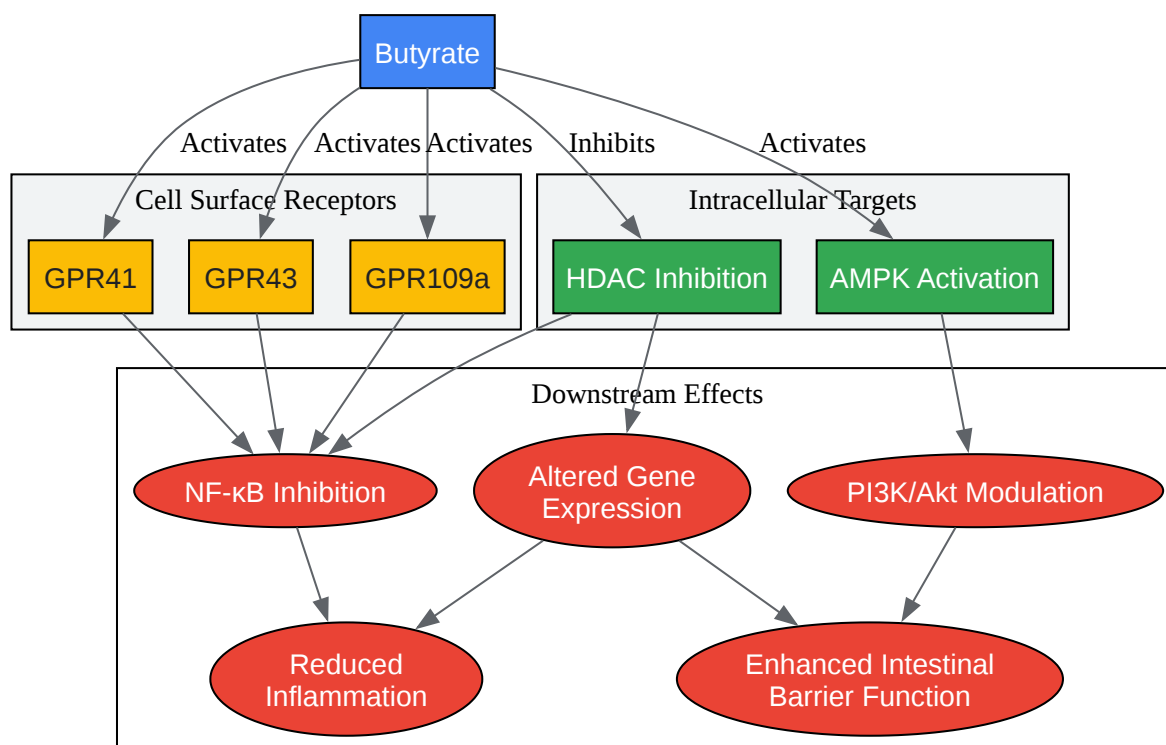 Butyrate
Activates
Activates
Activates
Inhibits
Activates
Cell Surface Receptors
Intracellular Targets
GPR41
GPR43
GPR109a
HDAC Inhibition
AMPK Activation
Downstream Effects
NF-κB Inhibition
Altered Gene
Expression
PI3K/Akt Modulation
Reduced
Inflammation
Enhanced Intestinal
Barrier Function